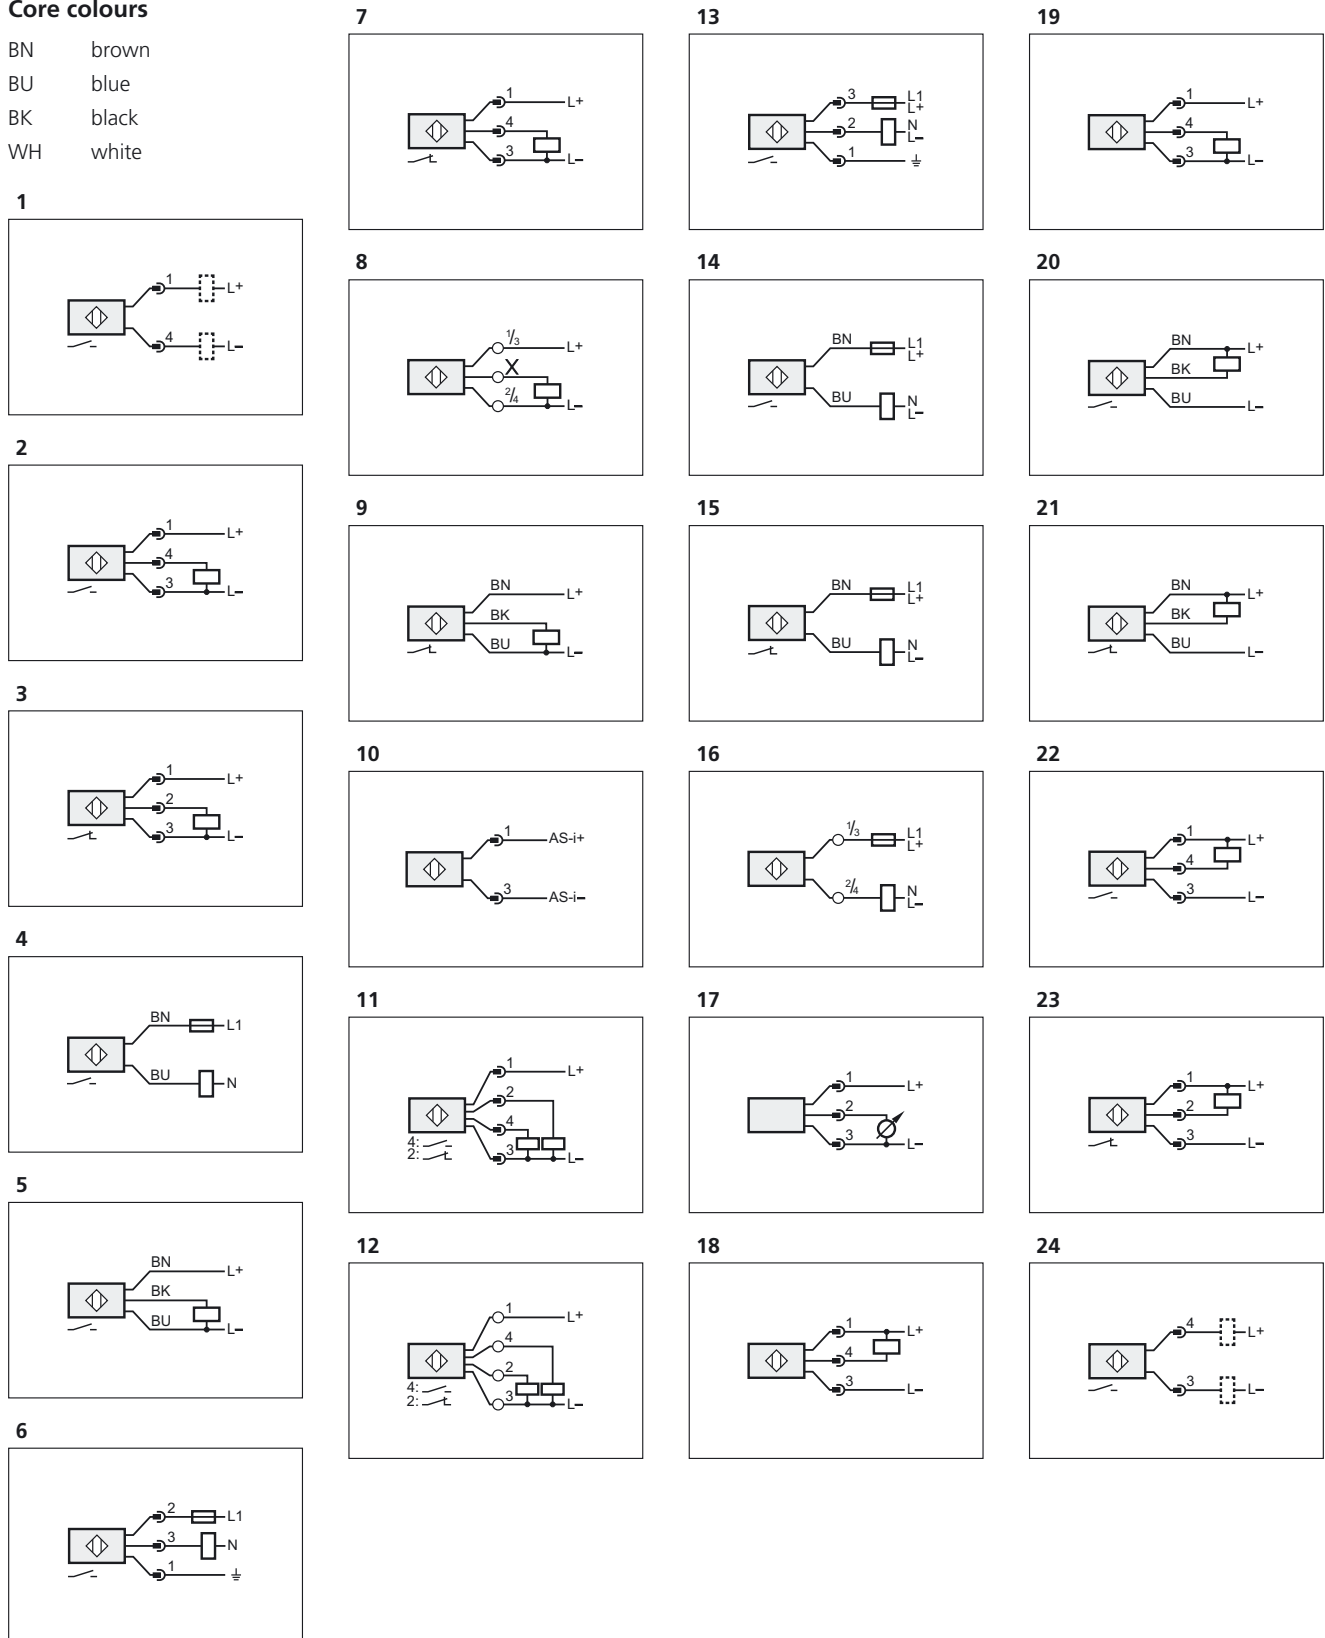 Core colours
BN brown
BU blue
BK black
WH white
1
1 L+
4 L−
2
1 L+
4
3 L−
3
1 L+
2
3 L−
4
BN L1
BU N
5
BN L+
BK
BU L−
6
2 L1
3 N
1
7
1 L+
4
3 L−
8
1/3 L+
X
2/4 L−
9
BN L+
BK
BU L−
10
1 AS-i+
3 AS-i−
11
1 L+
2
4
4:
2:
3 L−
12
1 L+
4
2
4:
2:
3 L−
13
3 L1
L+
2 N
L−
1
14
BN L1
L+
BU N
L−
15
BN L1
L+
BU N
L−
16
1/3 L1
L+
2/4 N
L−
17
1 L+
2
3 L−
18
1 L+
4
3 L−
19
1 L+
4
3 L−
20
BN L+
BK
BU L−
21
BN L+
BK
BU L−
22
1 L+
4
3 L−
23
1 L+
2
3 L−
24
4 L+
3 L−